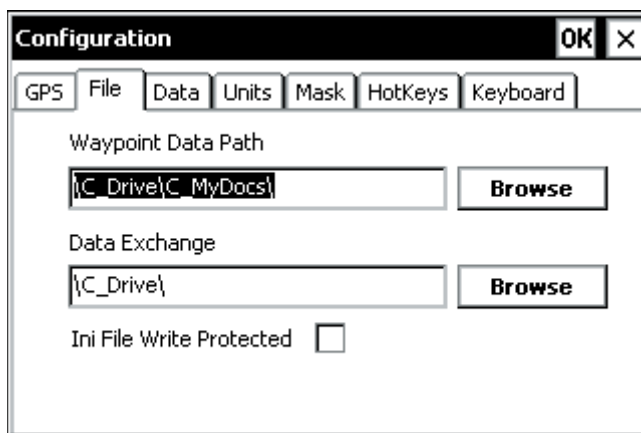 Configuration OK ×
GPS File Data Units Mask HotKeys Keyboard
Waypoint Data Path
\C_Drive\C_MyDocs\ Browse
Data Exchange
\C_Drive\ Browse
Ini File Write Protected